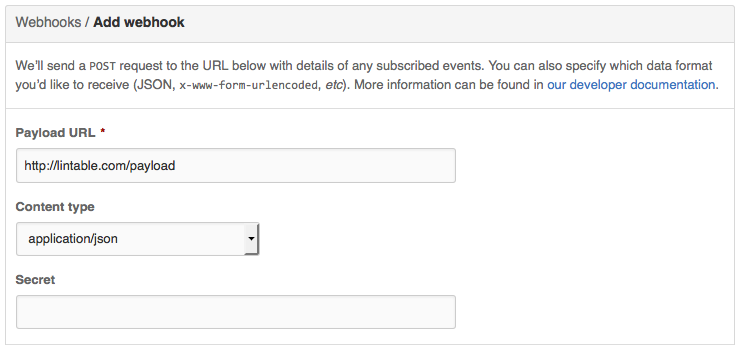 Webhooks / Add webhook
We’ll send a POST request to the URL below with details of any subscribed events. You can also specify which data format
you’d like to receive (JSON, x-www-form-urlencoded, etc). More information can be found in our developer documentation.
Payload URL *
http://lintable.com/payload
Content type
application/json
Secret